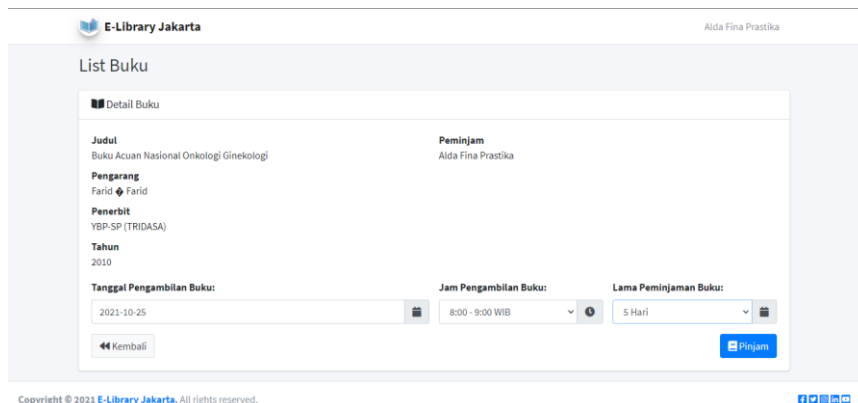 E-Library Jakarta
Alda Fina Prastika
List Buku
Detail Buku
Judul
Buku Acuan Nasional Onkologi Ginekologi
Peminjam
Alda Fina Prastika
Pengarang
Farid � Farid
Penerbit
YBP-SP (TRIDASA)
Tahun
2010
Tanggal Pengambilan Buku:
2021-10-25
Jam Pengambilan Buku:
8:00 - 9:00 WIB
Lama Peminjaman Buku:
5 Hari
Kembali
Pinjam
Copyright © 2021 E-Library Jakarta. All rights reserved.